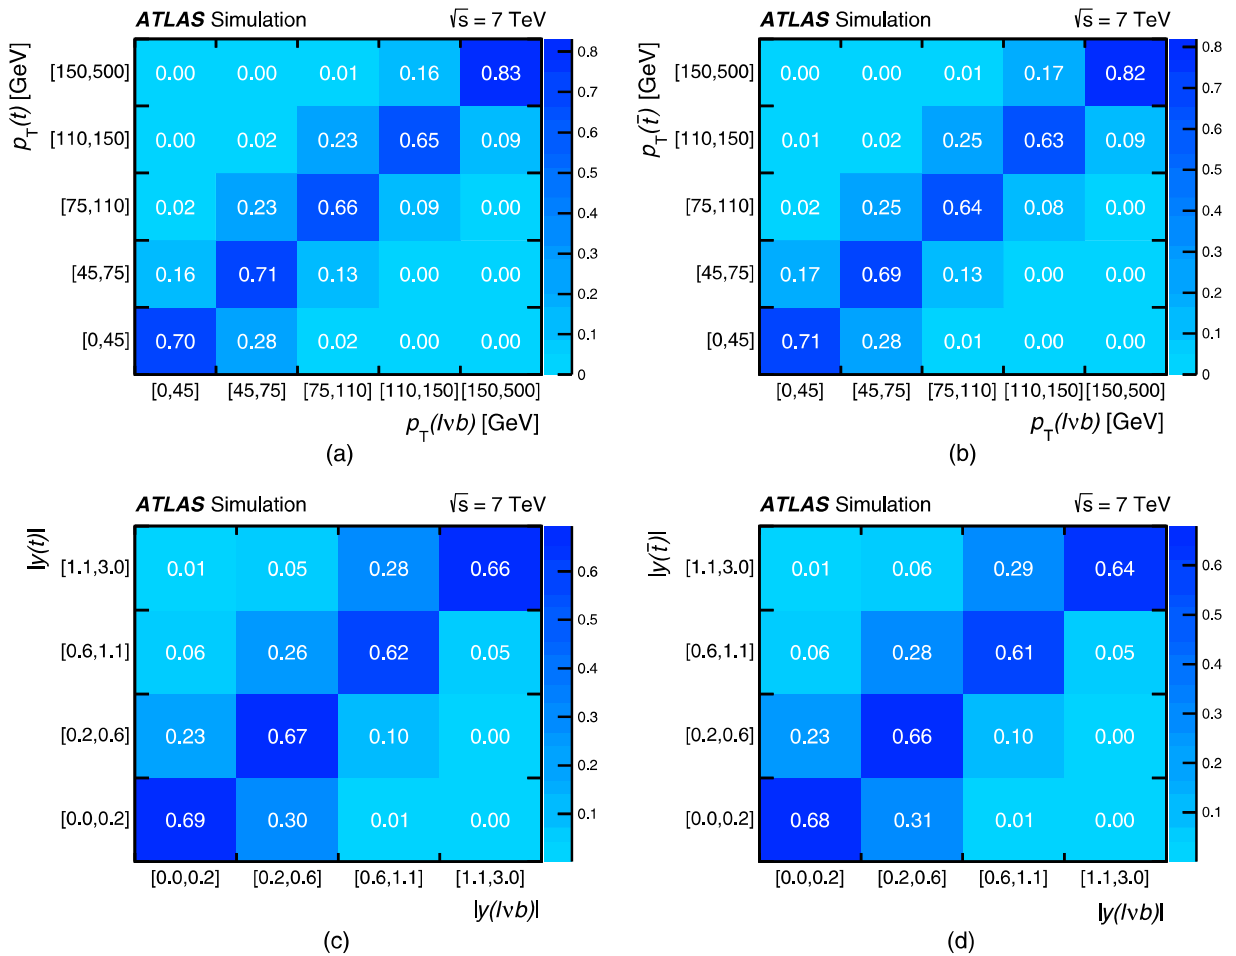 ATLAS Simulation √s = 7 TeV
p_T(t) [GeV]
[150,500] 0.00 0.00 0.01 0.16 0.83
[110,150] 0.00 0.02 0.23 0.65 0.09
[75,110] 0.02 0.23 0.66 0.09 0.00
[45,75] 0.16 0.71 0.13 0.00 0.00
[0,45] 0.70 0.28 0.02 0.00 0.00
[0,45] [45,75] [75,110] [110,150] [150,500]
p_T(lνb) [GeV]
0.8
0.7
0.6
0.5
0.4
0.3
0.2
0.1
0
(a)
ATLAS Simulation √s = 7 TeV
p_T(t̄) [GeV]
[150,500] 0.00 0.00 0.01 0.17 0.82
[110,150] 0.01 0.02 0.25 0.63 0.09
[75,110] 0.02 0.25 0.64 0.08 0.00
[45,75] 0.17 0.69 0.13 0.00 0.00
[0,45] 0.71 0.28 0.01 0.00 0.00
[0,45] [45,75] [75,110] [110,150] [150,500]
p_T(lνb) [GeV]
0.8
0.7
0.6
0.5
0.4
0.3
0.2
0.1
0
(b)
ATLAS Simulation √s = 7 TeV
|y(t)|
[1.1,3.0] 0.01 0.05 0.28 0.66
[0.6,1.1] 0.06 0.26 0.62 0.05
[0.2,0.6] 0.23 0.67 0.10 0.00
[0.0,0.2] 0.69 0.30 0.01 0.00
[0.0,0.2] [0.2,0.6] [0.6,1.1] [1.1,3.0]
|y(lνb)|
0.6
0.5
0.4
0.3
0.2
0.1
(c)
ATLAS Simulation √s = 7 TeV
|y(t̄)|
[1.1,3.0] 0.01 0.06 0.29 0.64
[0.6,1.1] 0.06 0.28 0.61 0.05
[0.2,0.6] 0.23 0.66 0.10 0.00
[0.0,0.2] 0.68 0.31 0.01 0.00
[0.0,0.2] [0.2,0.6] [0.6,1.1] [1.1,3.0]
|y(lνb)|
0.6
0.5
0.4
0.3
0.2
0.1
(d)